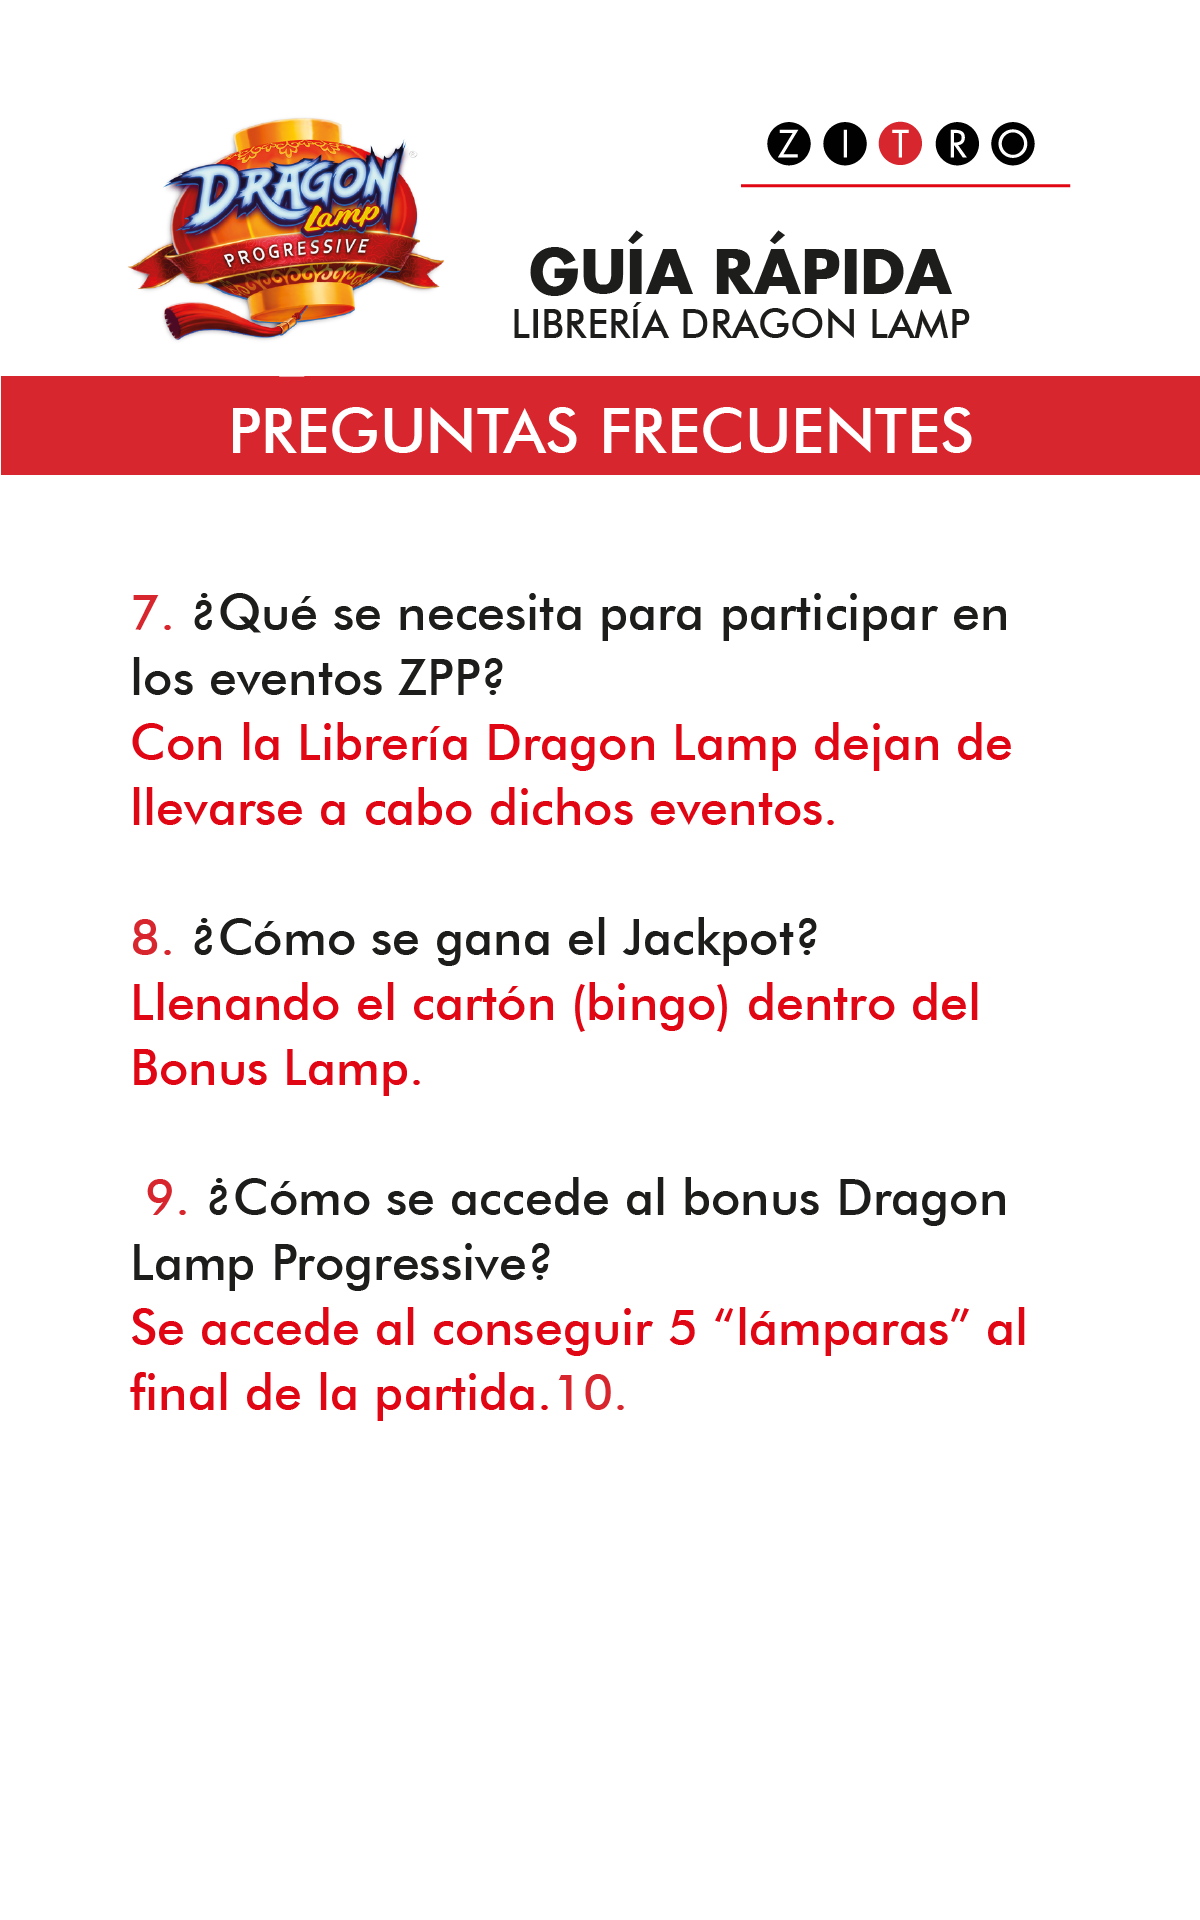 DRAGON
Lamp
PROGRESSIVE
ZITRO
GUÍA RÁPIDA
LIBRERÍA DRAGON LAMP
PREGUNTAS FRECUENTES
7. ¿Qué se necesita para participar en
los eventos ZPP?
Con la Librería Dragon Lamp dejan de
llevarse a cabo dichos eventos.
8. ¿Cómo se gana el Jackpot?
Llenando el cartón (bingo) dentro del
Bonus Lamp.
9. ¿Cómo se accede al bonus Dragon
Lamp Progressive?
Se accede al conseguir 5 “lámparas” al
final de la partida.10.